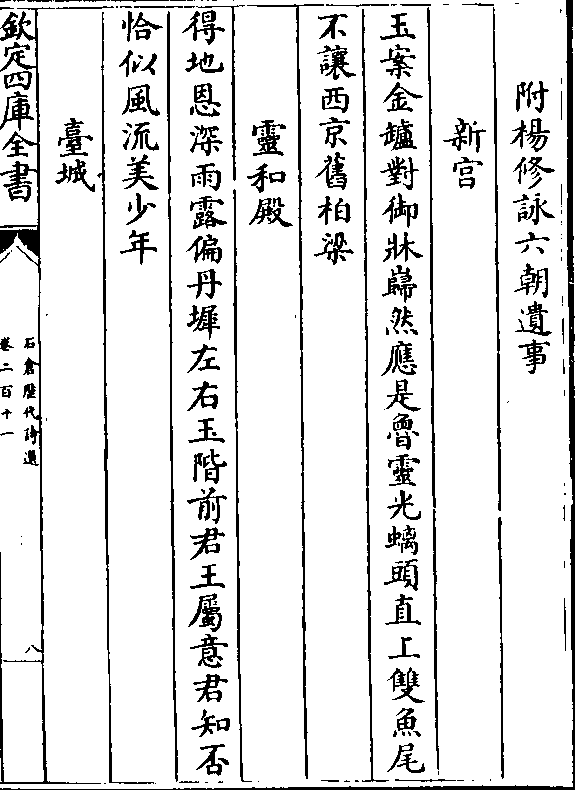 附楊修詠六朝遺事
新宫
玉案金鑪對御牀巋然應是魯靈光螭頭直上雙魚尾
不讓西京舊柏梁
靈和殿
得地恩深雨露偏丹墀左右玉階前君王屬意君知否
恰似風流美少年
臺城
欽定四庫全書
石倉歷代詩選
卷二百十一
八